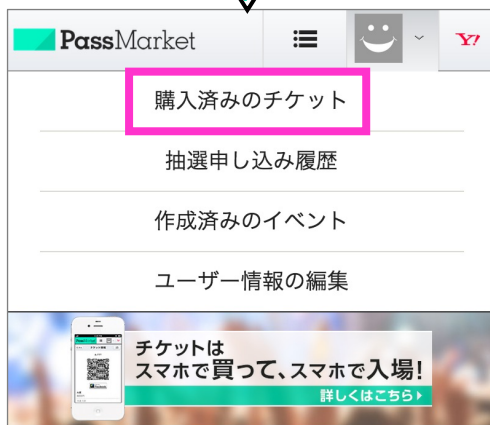 PassMarket
Y!
購入済みのチケット
抽選申し込み履歴
作成済みのイベント
ユーザー情報の編集
チケットは
スマホで買って、スマホで入場!
詳しくはこちら